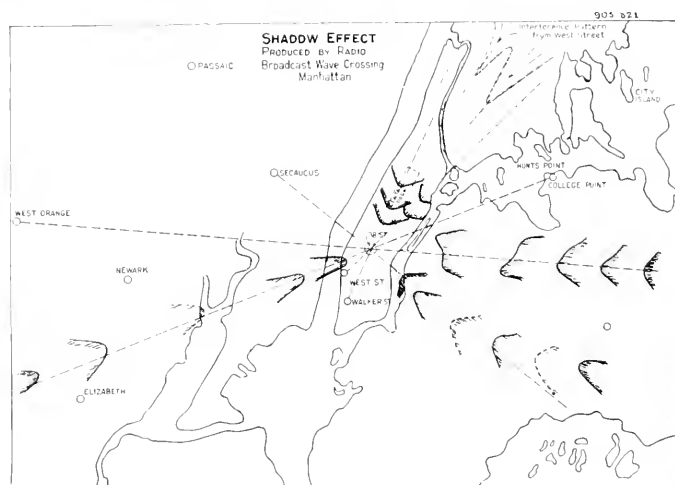 905 821
SHADOW EFFECT
PRODUCED BY RADIO
Broadcast Wave Crossing
Manhattan
Interference Pattern
from West Street
PASSAIC
CITY
ISLAND
HUNTS POINT
COLLEGE POINT
SECAUCUS
WEST ORANGE
NEWARK
WEST ST
WALKER ST
ELIZABETH